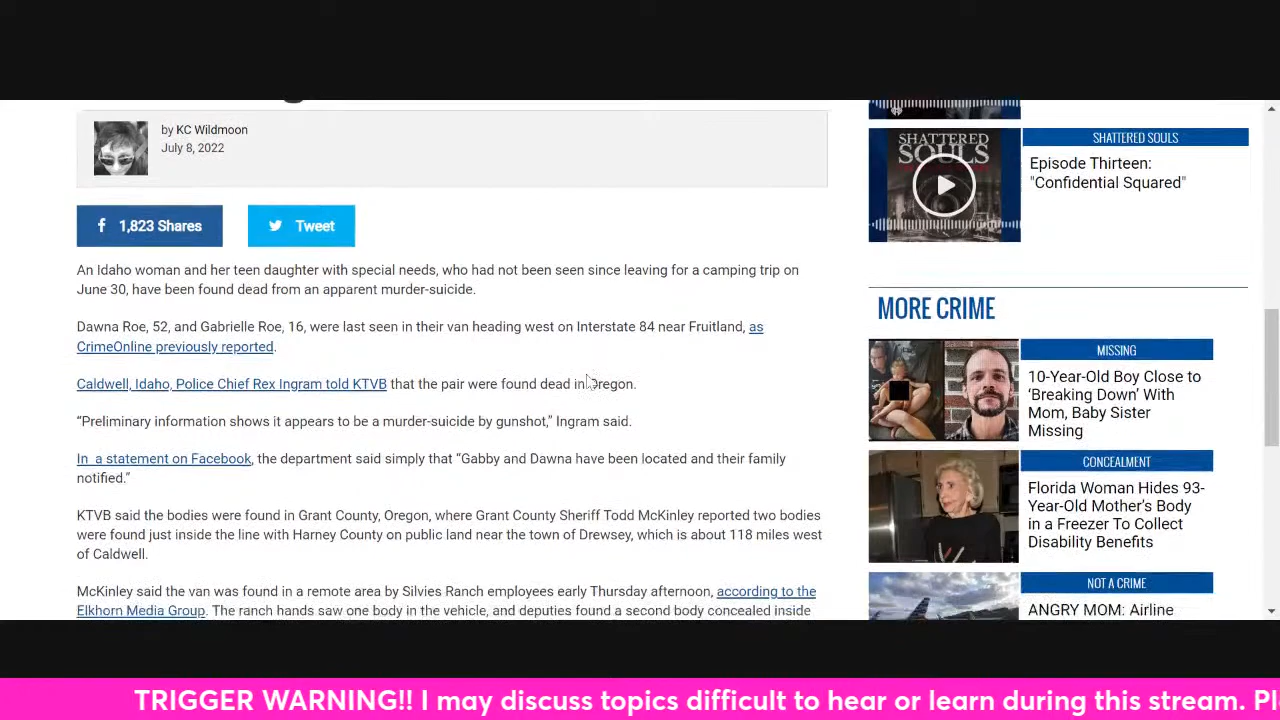 by KC Wildmoon
July 8, 2022
1,823 Shares
Tweet
An Idaho woman and her teen daughter with special needs, who had not been seen since leaving for a camping trip on
June 30, have been found dead from an apparent murder-suicide.
Dawna Roe, 52, and Gabrielle Roe, 16, were last seen in their van heading west on Interstate 84 near Fruitland, as
CrimeOnline previously reported.
Caldwell, Idaho, Police Chief Rex Ingram told KTVB that the pair were found dead in Oregon.
“Preliminary information shows it appears to be a murder-suicide by gunshot,” Ingram said.
In a statement on Facebook, the department said simply that “Gabby and Dawna have been located and their family
notified.”
KTVB said the bodies were found in Grant County, Oregon, where Grant County Sheriff Todd McKinley reported two bodies
were found just inside the line with Harney County on public land near the town of Drewsey, which is about 118 miles west
of Caldwell.
McKinley said the van was found in a remote area by Silvies Ranch employees early Thursday afternoon, according to the
Elkhorn Media Group. The ranch hands saw one body in the vehicle, and deputies found a second body concealed inside
SHATTERED
SOULS
SHATTERED SOULS
Episode Thirteen:
"Confidential Squared"
MORE CRIME
MISSING
10-Year-Old Boy Close to
‘Breaking Down’ With
Mom, Baby Sister
Missing
CONCEALMENT
Florida Woman Hides 93-
Year-Old Mother’s Body
in a Freezer To Collect
Disability Benefits
NOT A CRIME
ANGRY MOM: Airline
TRIGGER WARNING!! I may discuss topics difficult to hear or learn during this stream. Pl